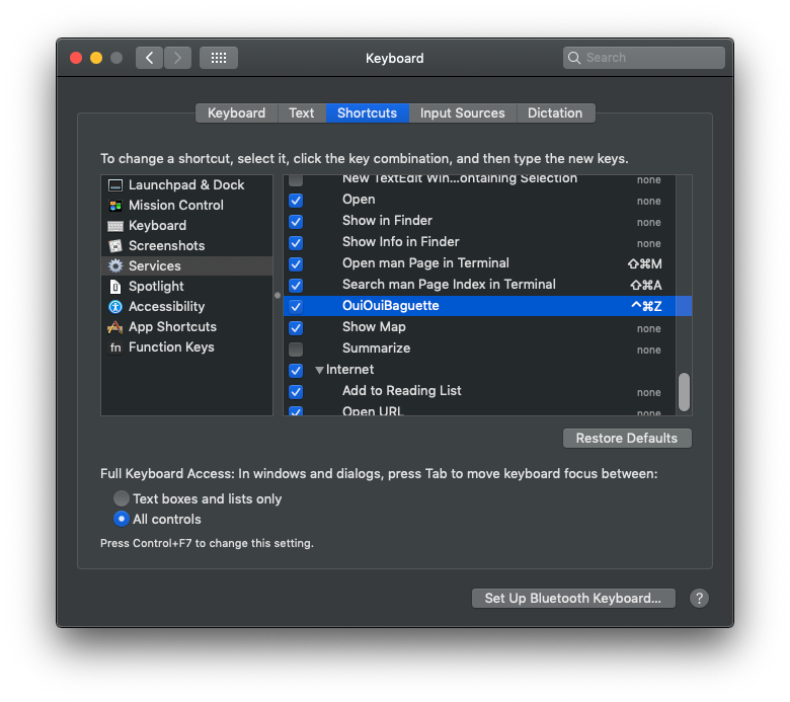 Keyboard
Search
Keyboard Text Shortcuts Input Sources Dictation
To change a shortcut, select it, click the key combination, and then type the new keys.
Launchpad & Dock
Mission Control
Keyboard
Screenshots
Services
Spotlight
Accessibility
App Shortcuts
fn Function Keys
New TextEdit Win...ontaining Selection none
Open none
Show in Finder none
Show Info in Finder none
Open man Page in Terminal ⇧⌘M
Search man Page Index in Terminal ⇧⌘A
OuiOuiBaguette ^⌘Z
Show Map none
Summarize none
Internet
Add to Reading List none
Open URL none
Restore Defaults
Full Keyboard Access: In windows and dialogs, press Tab to move keyboard focus between:
Text boxes and lists only
All controls
Press Control+F7 to change this setting.
Set Up Bluetooth Keyboard... ?